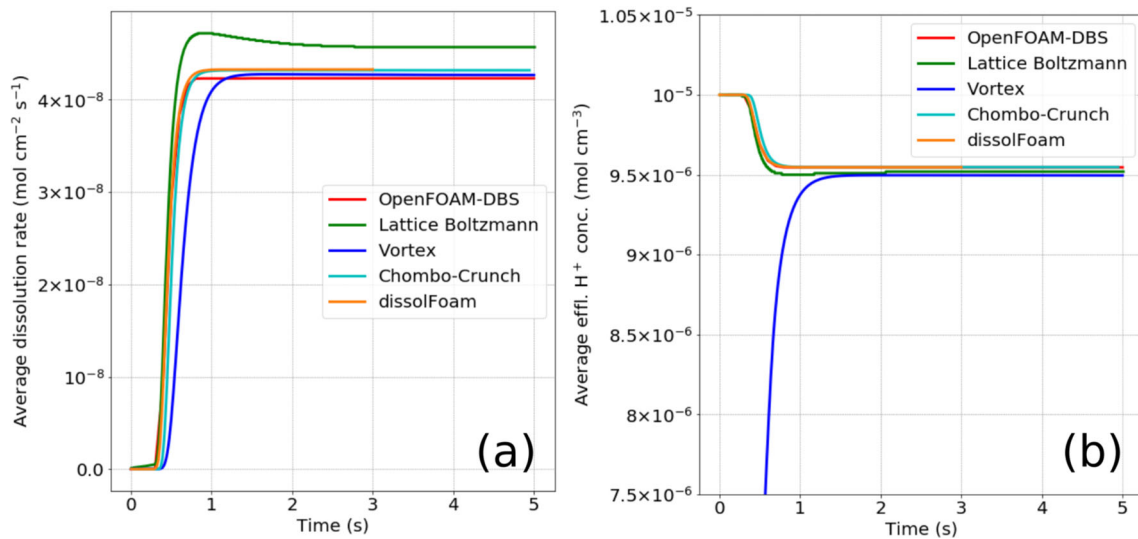 Average dissolution rate (mol cm⁻² s⁻¹)
4×10⁻⁸
3×10⁻⁸
2×10⁻⁸
10⁻⁸
0.0
OpenFOAM-DBS
Lattice Boltzmann
Vortex
Chombo-Crunch
dissolFoam
(a)
0 1 2 3 4 5
Time (s)
Average effl. H⁺ conc. (mol cm⁻³)
1.05×10⁻⁵
10⁻⁵
9.5×10⁻⁶
9×10⁻⁶
8.5×10⁻⁶
8×10⁻⁶
7.5×10⁻⁶
OpenFOAM-DBS
Lattice Boltzmann
Vortex
Chombo-Crunch
dissolFoam
(b)
0 1 2 3 4 5
Time (s)